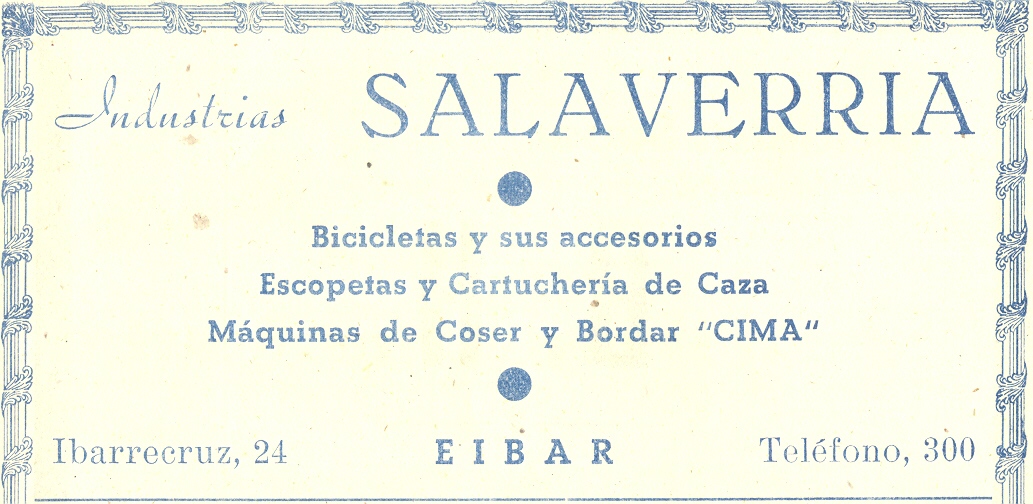 Industrias SALAVERRIA
Bicicletas y sus accesorios
Escopetas y Cartuchería de Caza
Máquinas de Coser y Bordar "CIMA"
Ibarrecruz, 24 EIBAR Teléfono, 300